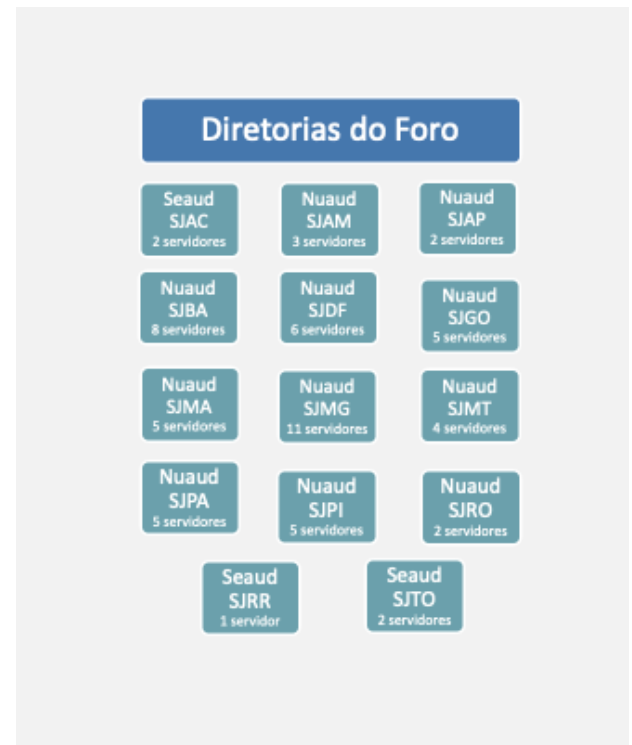 Diretorias do Foro
Seaud
SJAC
2 servidores
Nuaud
SJAM
3 servidores
Nuaud
SJAP
2 servidores
Nuaud
SJBA
8 servidores
Nuaud
SJDF
6 servidores
Nuaud
SJGO
5 servidores
Nuaud
SJMA
5 servidores
Nuaud
SJMG
11 servidores
Nuaud
SJMT
4 servidores
Nuaud
SJPA
5 servidores
Nuaud
SJPI
5 servidores
Nuaud
SJRO
2 servidores
Seaud
SJRR
1 servidor
Seaud
SJTO
2 servidores